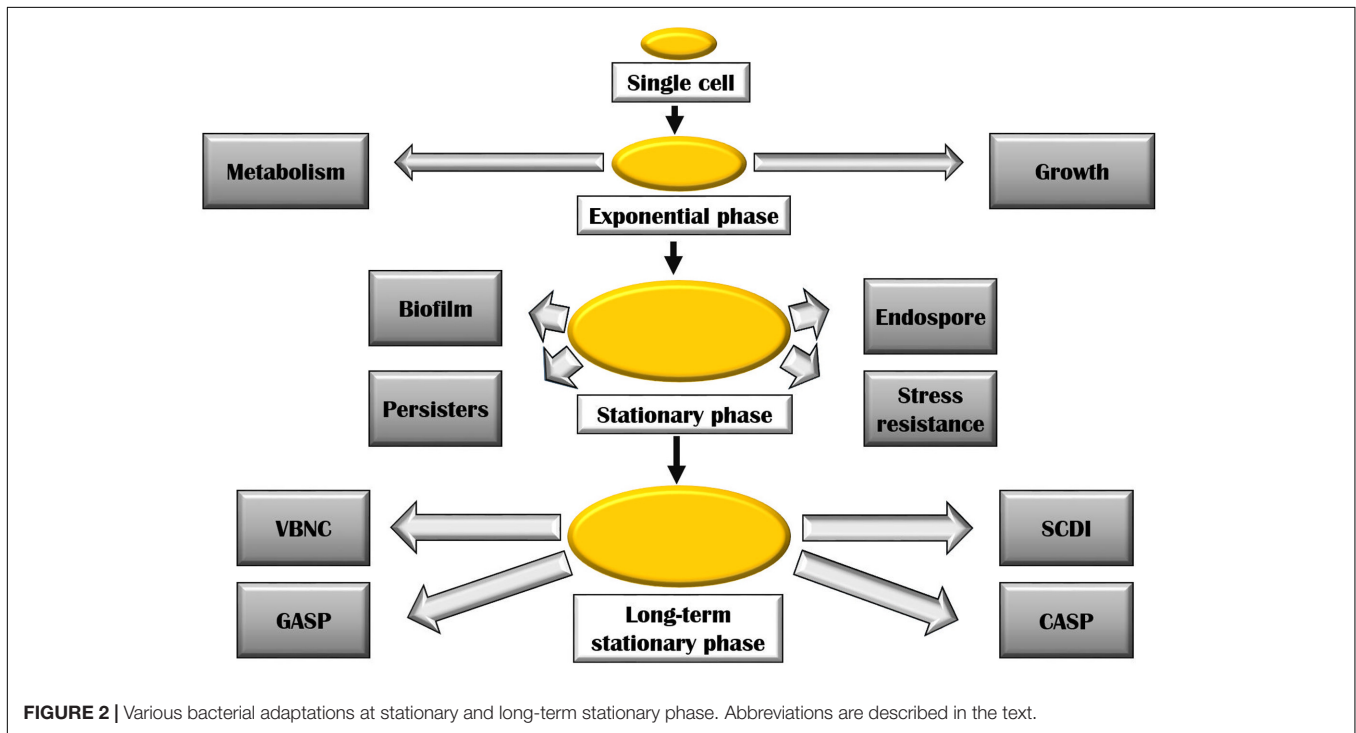 Single cell
Metabolism
Growth
Exponential phase
Biofilm
Endospore
Persisters
Stress
resistance
Stationary phase
VBNC
SCDI
GASP
CASP
Long-term
stationary phase
FIGURE 2 | Various bacterial adaptations at stationary and long-term stationary phase. Abbreviations are described in the text.